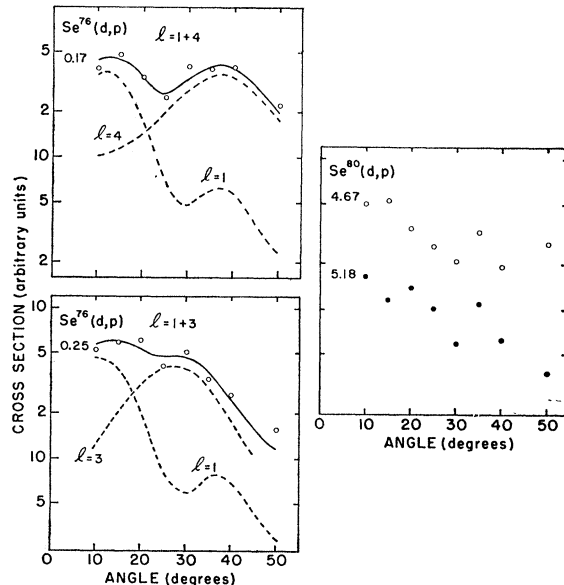 Se76(d,p) ℓ=1+4
5
0.17
2
ℓ=4
10
ℓ=1
5
2
CROSS SECTION (arbitrary units)
10
Se76(d,p) ℓ=1+3
0.25
5
2
ℓ=3
10
ℓ=1
5
0 10 20 30 40 50
ANGLE (degrees)
Se80(d,p)
4.67
5.18
0 10 20 30 40 50
ANGLE (degrees)